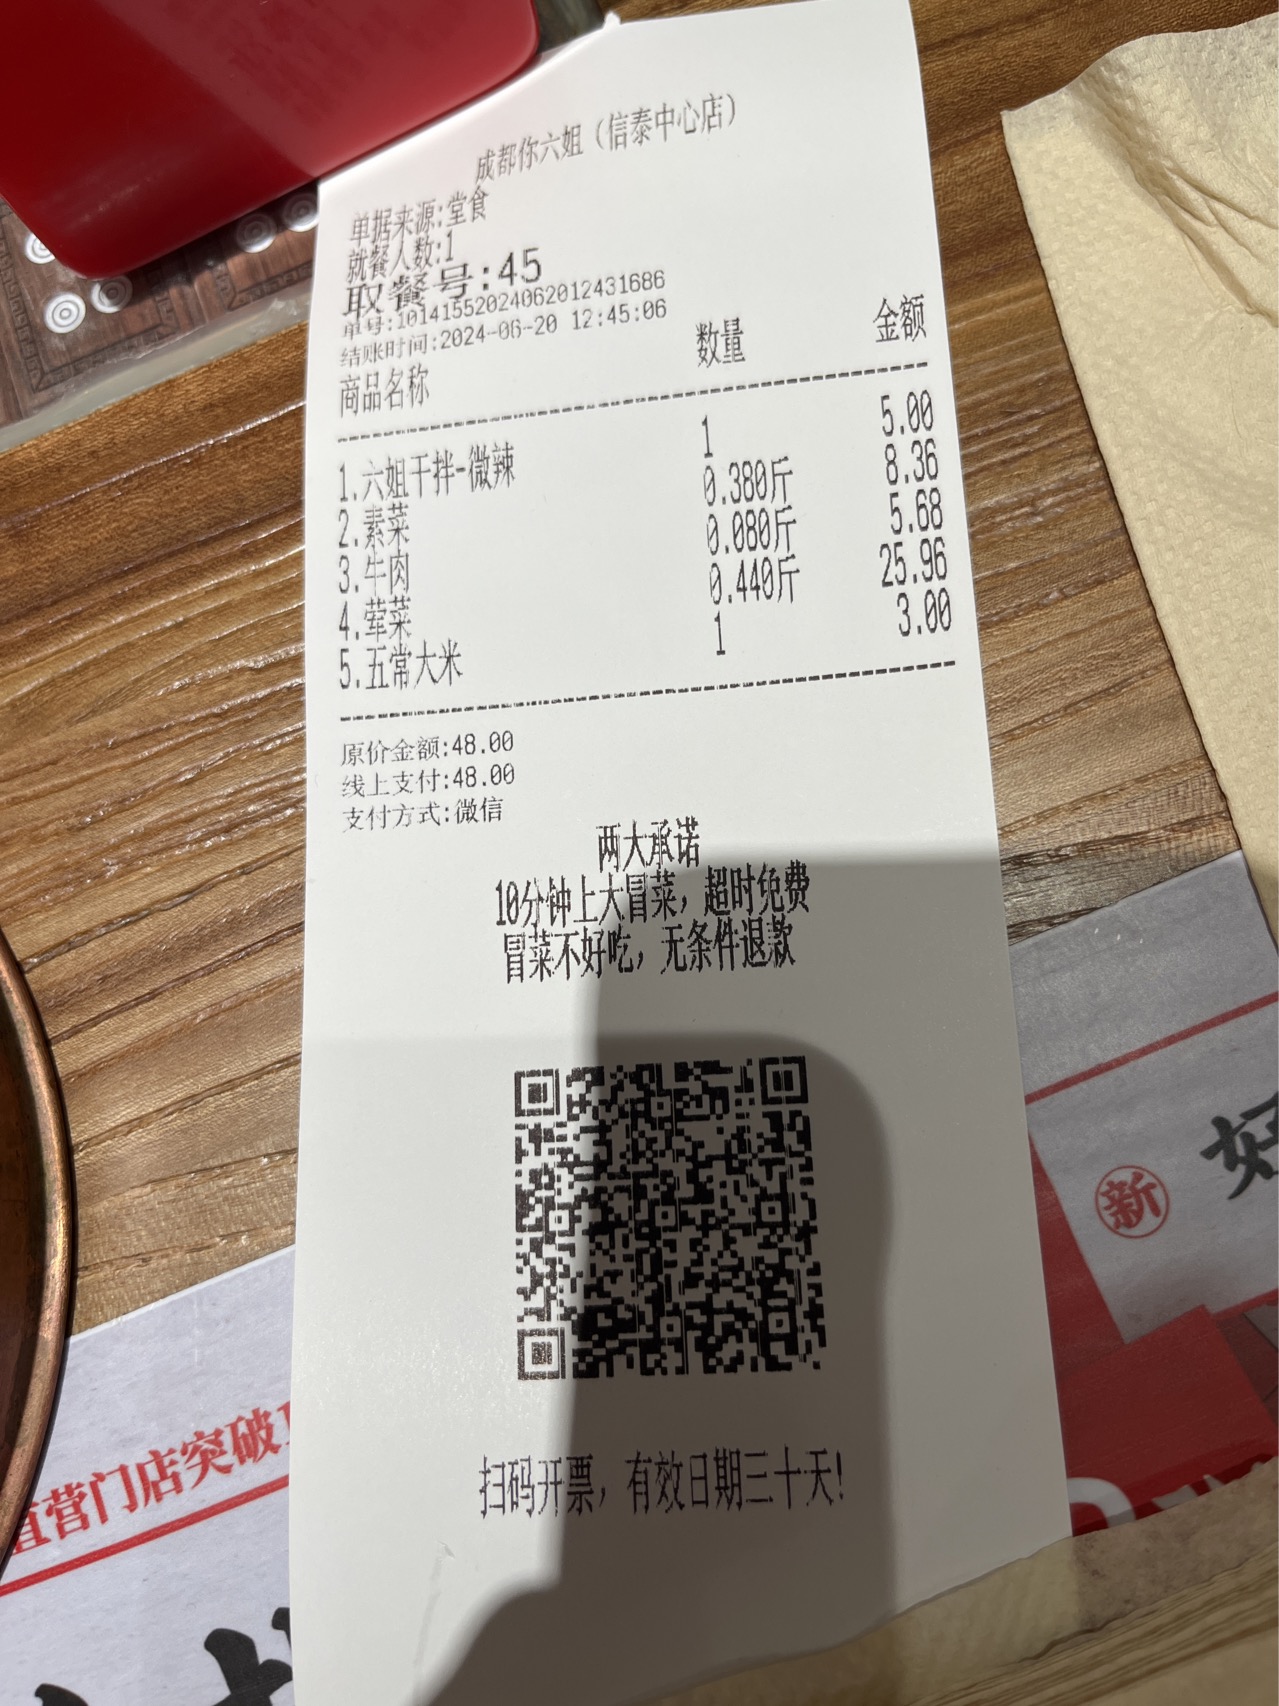 成都你六姐（信泰中心店）
单据来源:堂食
就餐人数:1
取餐号:45
单号:10141552024062012431686
结账时间:2024-06-20 12:45:06
商品名称 数量 金额
1.六姐干拌-微辣 1 5.00
2.素菜 0.380斤 8.36
3.牛肉 0.080斤 5.68
4.荤菜 0.440斤 25.96
5.五常大米 1 3.00
原价金额:48.00
线上支付:48.00
支付方式:微信
两大承诺
10分钟上大冒菜，超时免费
冒菜不好吃，无条件退款
扫码开票，有效日期三十天!
新
直营门店突破